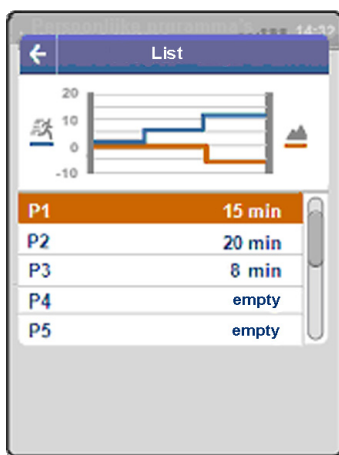 Persoonlijke programma's 14:32
List
20
10
0
-10
P1 15 min
P2 20 min
P3 8 min
P4 empty
P5 empty